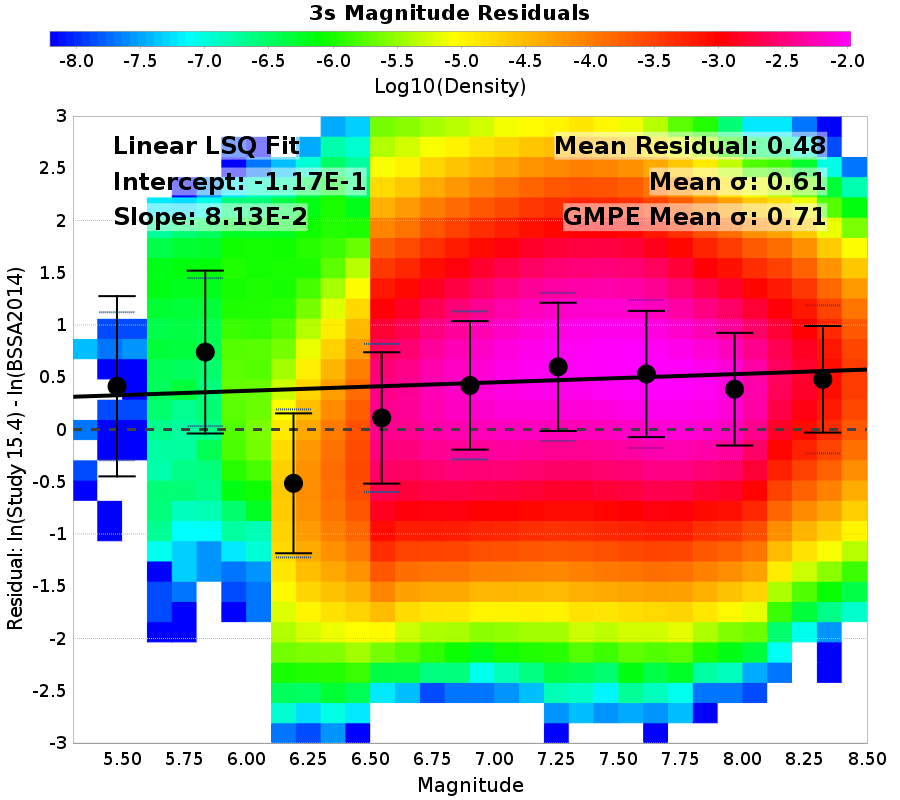 3s Magnitude Residuals
-8.0 -7.5 -7.0 -6.5 -6.0 -5.5 -5.0 -4.5 -4.0 -3.5 -3.0 -2.5 -2.0
Log10(Density)
Linear LSQ Fit
Intercept: -1.17E-1
Slope: 8.13E-2
Mean Residual: 0.48
Mean σ: 0.61
GMPE Mean σ: 0.71
Residual: ln(Study 15.4) - ln(BSSA2014)
3
2.5
2
1.5
1
0.5
0
-0.5
-1
-1.5
-2
-2.5
-3
5.50 5.75 6.00 6.25 6.50 6.75 7.00 7.25 7.50 7.75 8.00 8.25 8.50
Magnitude